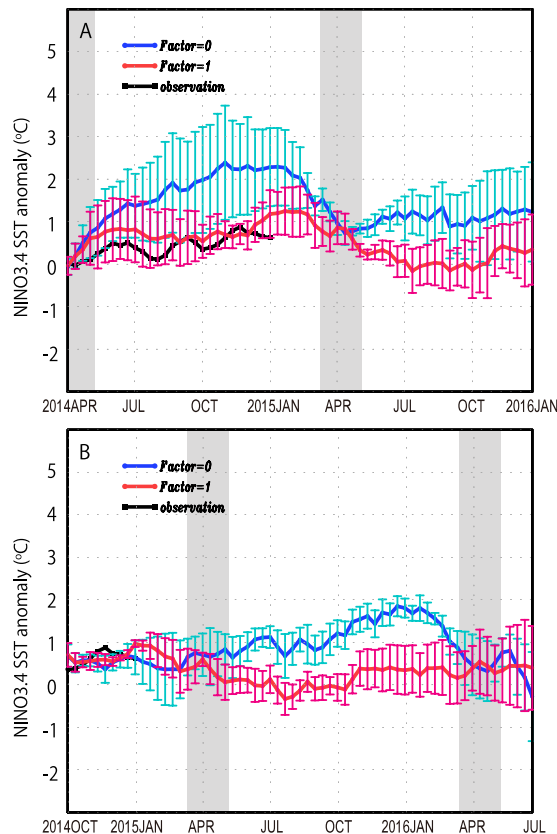 A
Factor=0
Factor=1
observation
NINO3.4 SST anomaly (ºC)
5
4
3
2
1
0
-1
-2
2014APR JUL OCT 2015JAN APR JUL OCT 2016JAN
B
Factor=0
Factor=1
observation
NINO3.4 SST anomaly (ºC)
5
4
3
2
1
0
-1
-2
2014OCT 2015JAN APR JUL OCT 2016JAN APR JUL